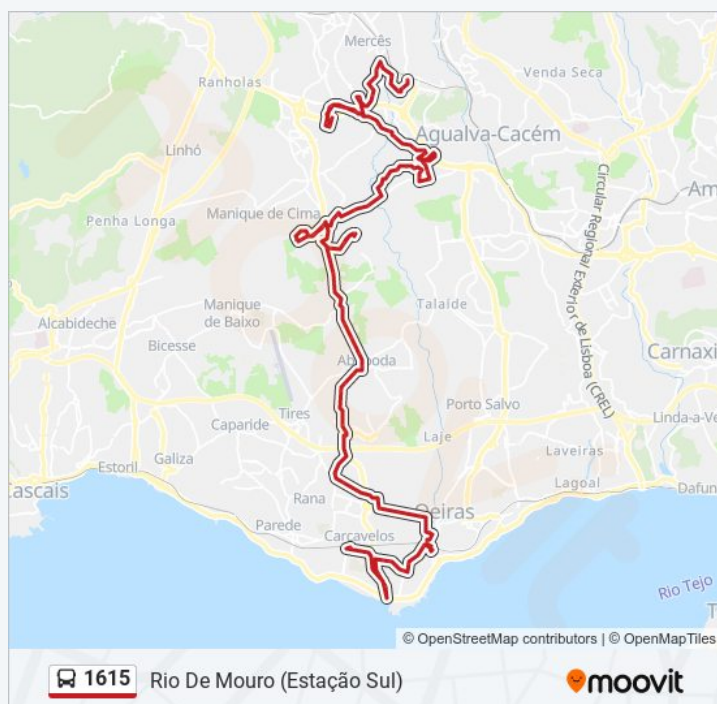 Mercês
Ranholas
Venda Seca
Agualva-Cacém
Linhó
Am
Penha Longa
Manique de Cima
Circular Regional Exterior de Lisboa (CREL)
Talaíde
Manique
de Baixo
Alcabideche
Bicesse
Carnaxi
Abóboda
Porto Salvo
Tires
Linda-a-Ve
Caparide
Laje
Laveiras
Estoril
Galiza
Lagoal
Dafun
Cascais
Rana
Oeiras
Parede
Carcavelos
Rio Tejo
T
© OpenStreetMap contributors | © OpenMapTiles
1615
Rio De Mouro (Estação Sul)
moovit